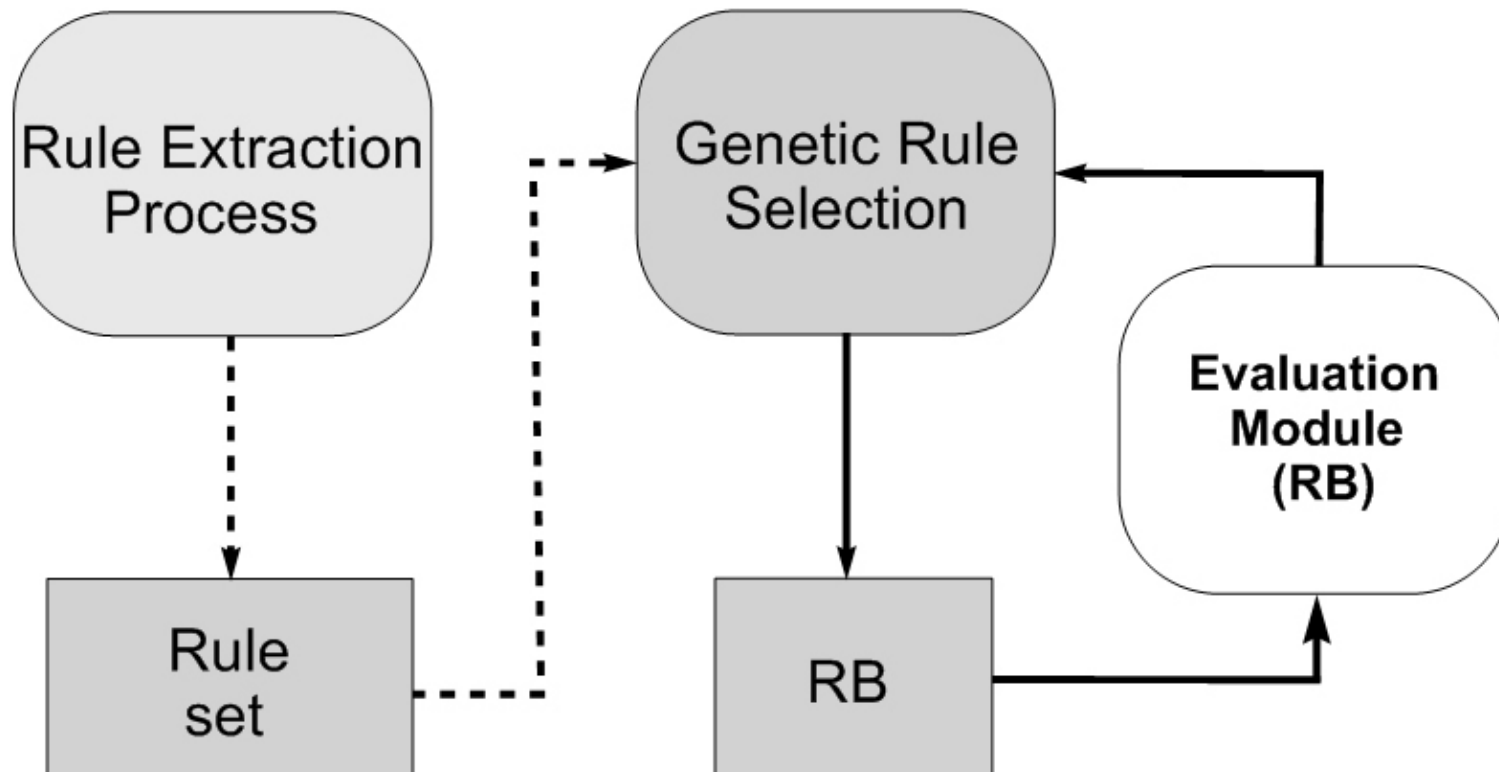 Rule Extraction
Process
Genetic Rule
Selection
Evaluation
Module
(RB)
Rule
set
RB